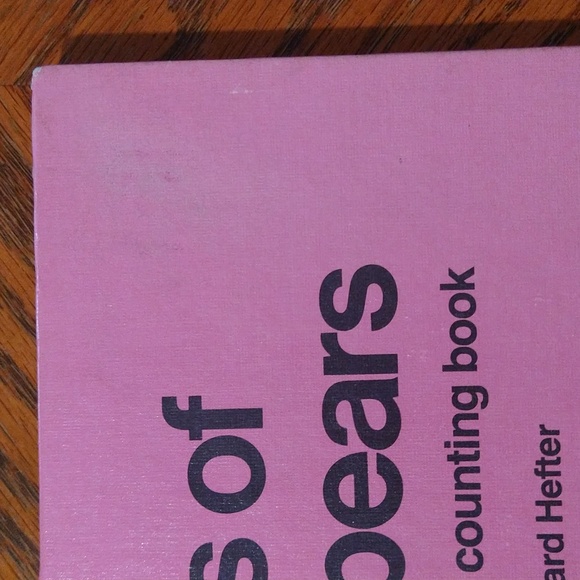 s of
ears
counting book
ard Hefter